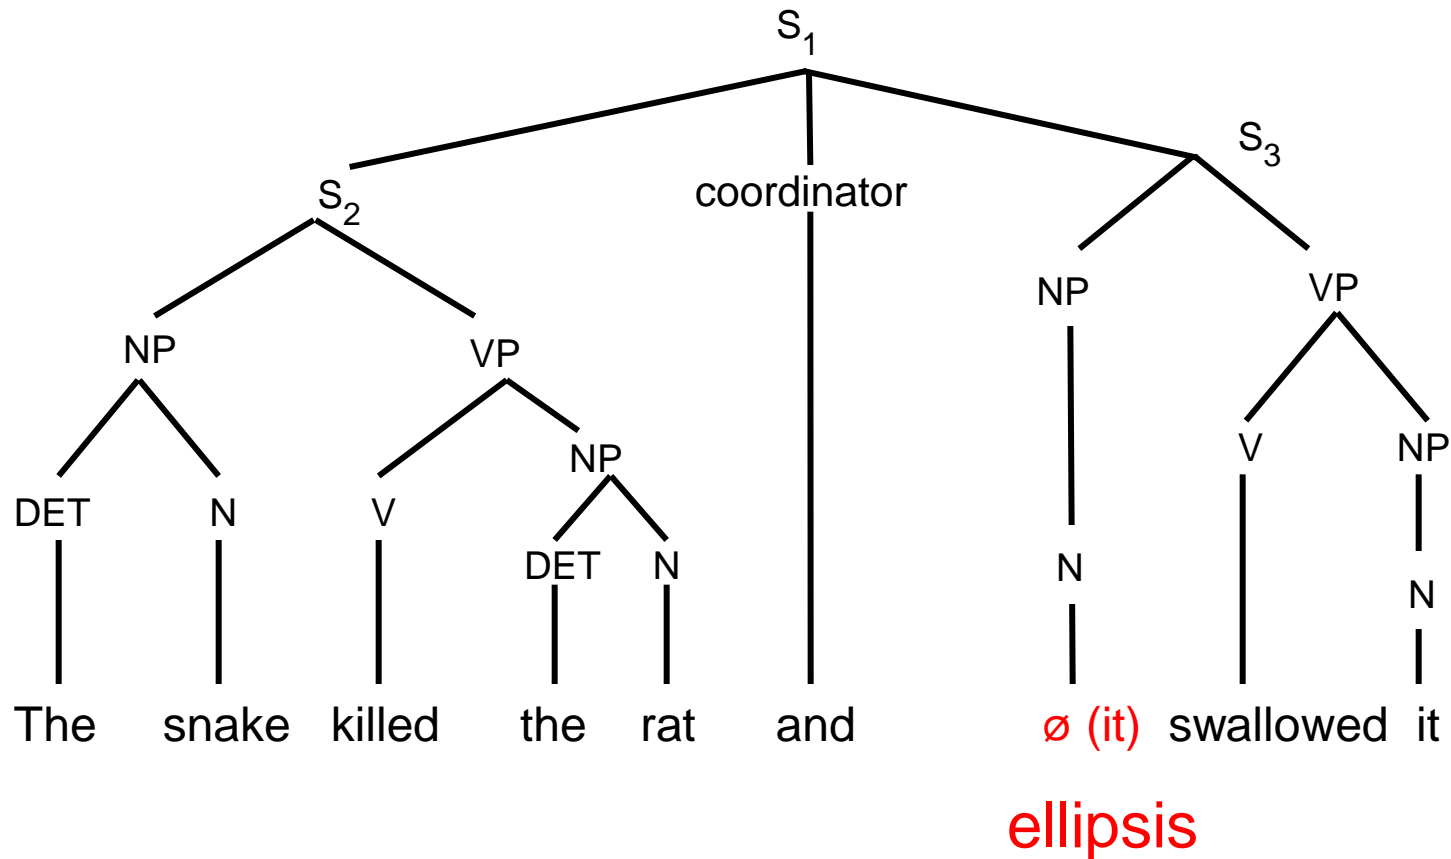 S₁
S₃
S₂ coordinator
NP VP
NP VP
NP V NP
DET N V
DET N N
N
The snake killed the rat and ø (it) swallowed it
ellipsis